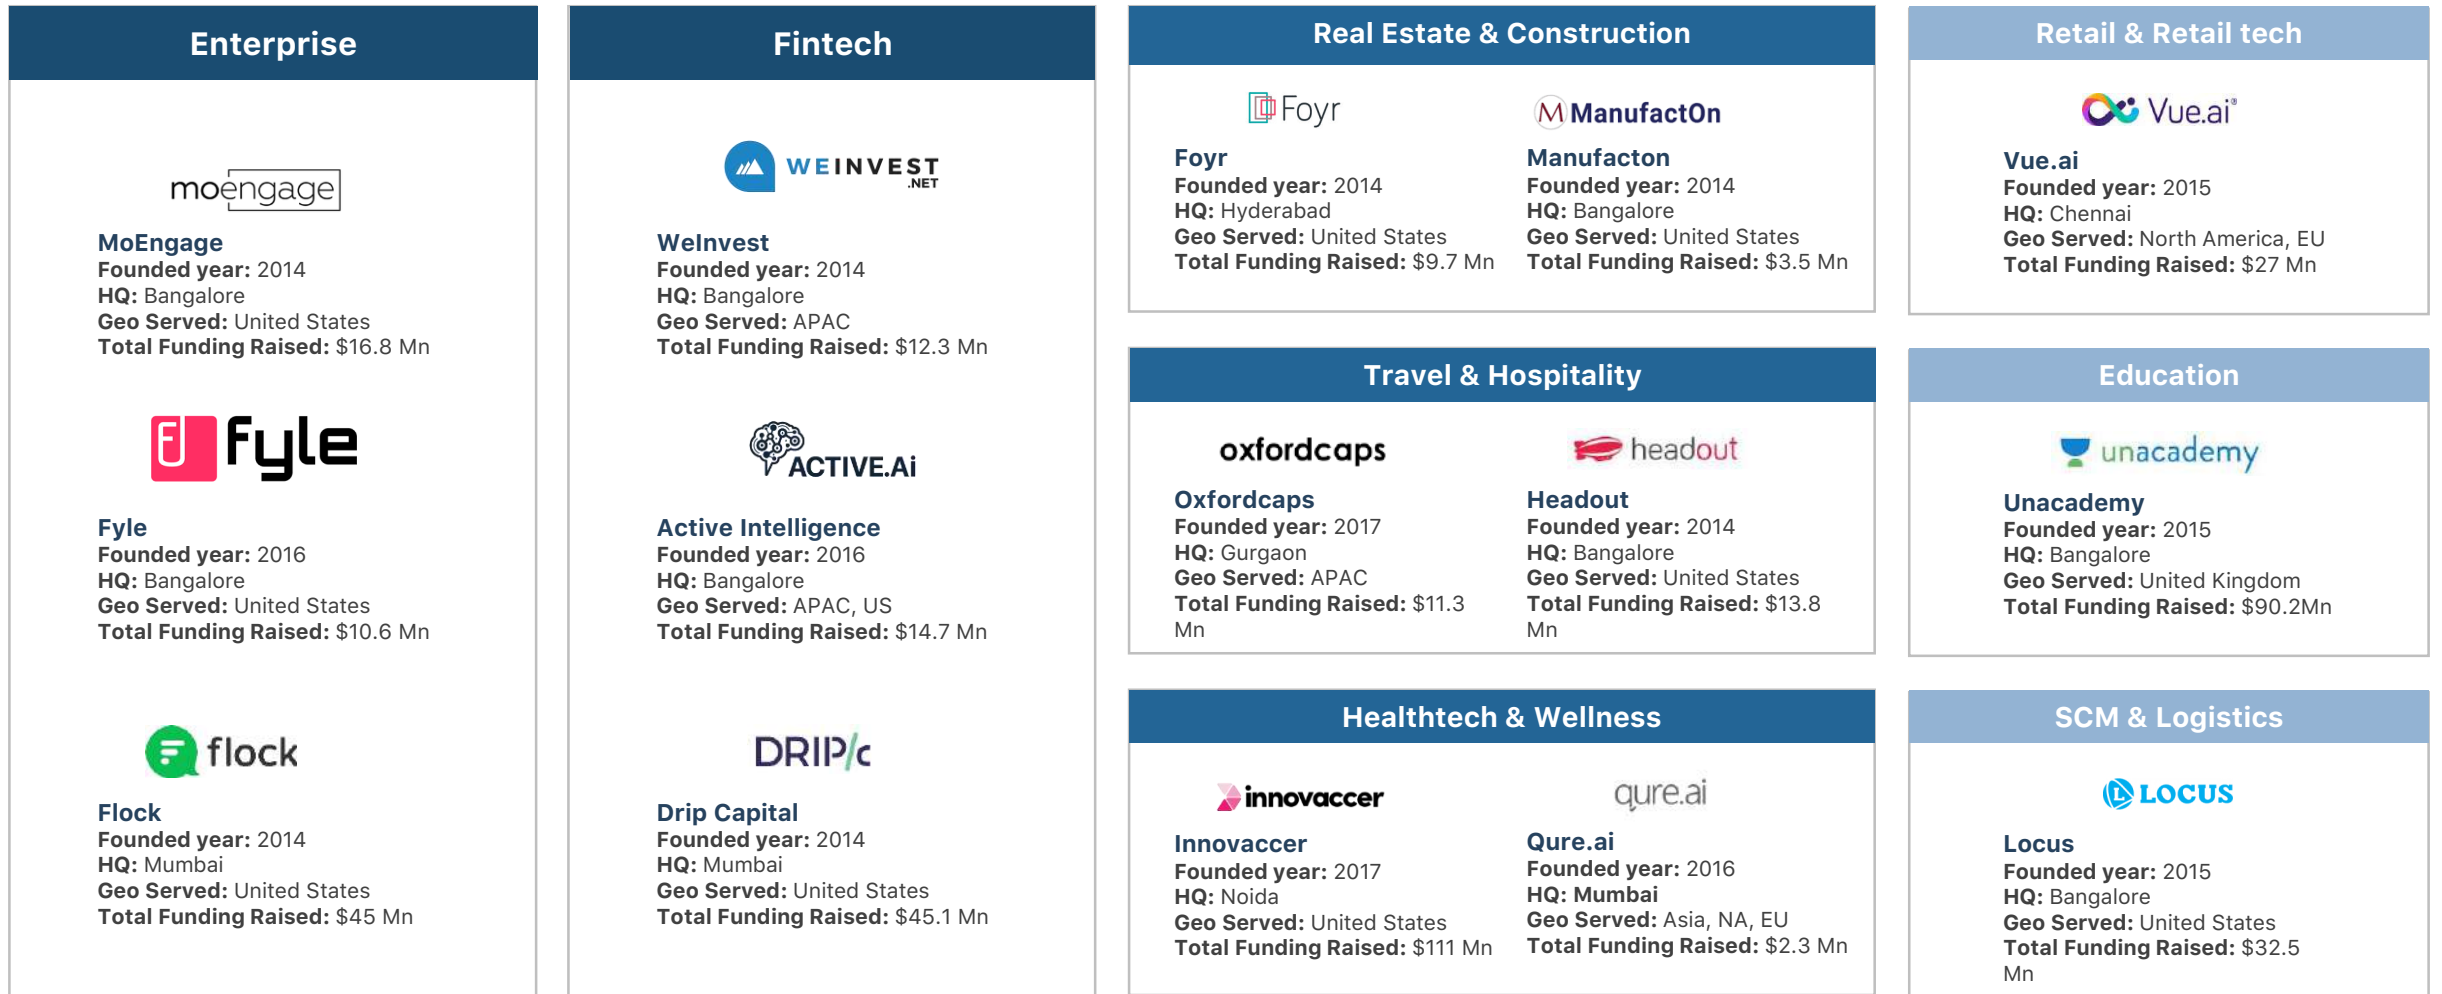 Enterprise
moengage
MoEngage
Founded year: 2014
HQ: Bangalore
Geo Served: United States
Total Funding Raised: $16.8 Mn
fyle
Fyle
Founded year: 2016
HQ: Bangalore
Geo Served: United States
Total Funding Raised: $10.6 Mn
flock
Flock
Founded year: 2014
HQ: Mumbai
Geo Served: United States
Total Funding Raised: $45 Mn
Fintech
WEINVEST
.NET
WeInvest
Founded year: 2014
HQ: Bangalore
Geo Served: APAC
Total Funding Raised: $12.3 Mn
ACTIVE.Ai
Active Intelligence
Founded year: 2016
HQ: Bangalore
Geo Served: APAC, US
Total Funding Raised: $14.7 Mn
DRIP/c
Drip Capital
Founded year: 2014
HQ: Mumbai
Geo Served: United States
Total Funding Raised: $45.1 Mn
Real Estate & Construction
Foyr
Foyr
Founded year: 2014
HQ: Hyderabad
Geo Served: United States
Total Funding Raised: $9.7 Mn
M ManufactOn
Manufacton
Founded year: 2014
HQ: Bangalore
Geo Served: United States
Total Funding Raised: $3.5 Mn
Travel & Hospitality
oxfordcaps
Oxfordcaps
Founded year: 2017
HQ: Gurgaon
Geo Served: APAC
Total Funding Raised: $11.3
Mn
headout
Headout
Founded year: 2014
HQ: Bangalore
Geo Served: United States
Total Funding Raised: $13.8
Mn
Healthtech & Wellness
innovaccer
Innovaccer
Founded year: 2017
HQ: Noida
Geo Served: United States
Total Funding Raised: $111 Mn
qure.ai
Qure.ai
Founded year: 2016
HQ: Mumbai
Geo Served: Asia, NA, EU
Total Funding Raised: $2.3 Mn
Retail & Retail tech
Vue.ai®
Vue.ai
Founded year: 2015
HQ: Chennai
Geo Served: North America, EU
Total Funding Raised: $27 Mn
Education
unacademy
Unacademy
Founded year: 2015
HQ: Bangalore
Geo Served: United Kingdom
Total Funding Raised: $90.2Mn
SCM & Logistics
L LOCUS
Locus
Founded year: 2015
HQ: Bangalore
Geo Served: United States
Total Funding Raised: $32.5
Mn